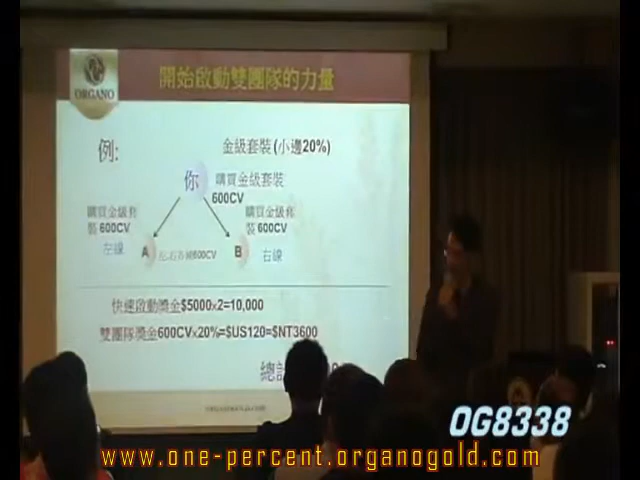 ORGANO
開始啟動雙團隊的力量
例:
金級套裝(小邊20%)
你
購買金級套裝
600CV
購買金級套
裝600CV
購買金級套
裝600CV
左線
A
B
右線
快速啟動獎金$5000x2=10,000
雙團隊獎金600CVx20%=$US120=$NT3600
總
OG8338
www.one-percent.organogold.com